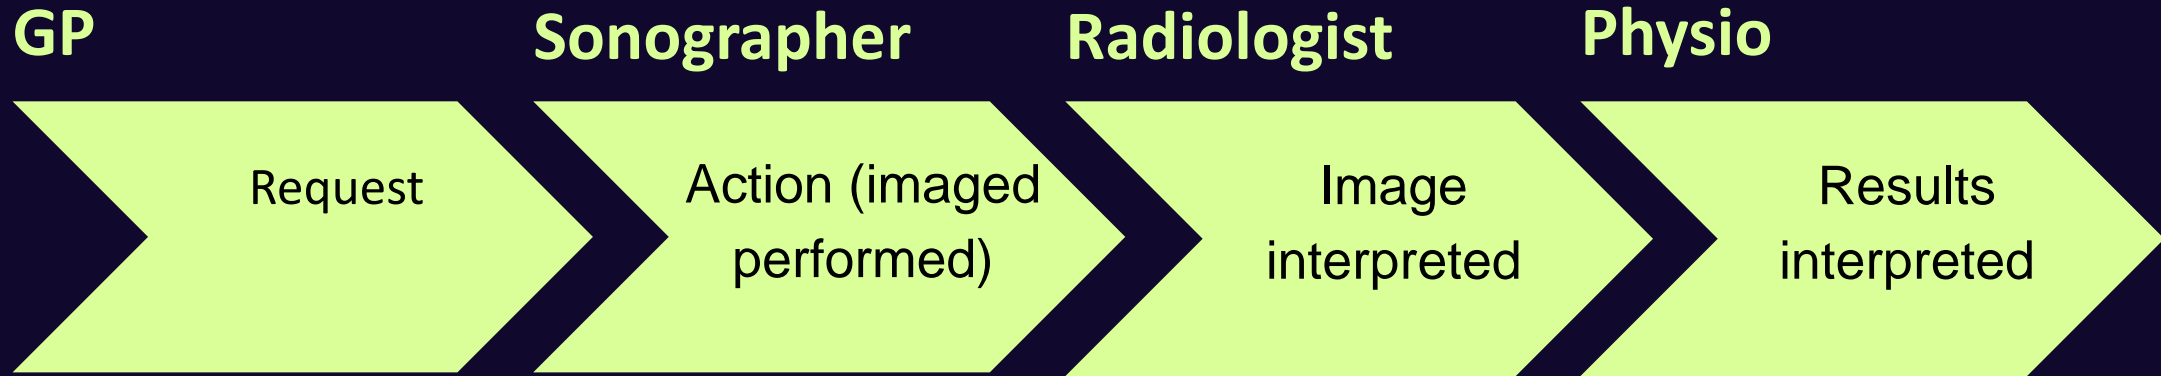 GP
Sonographer
Radiologist
Physio
Request
Action (imaged
performed)
Image
interpreted
Results
interpreted